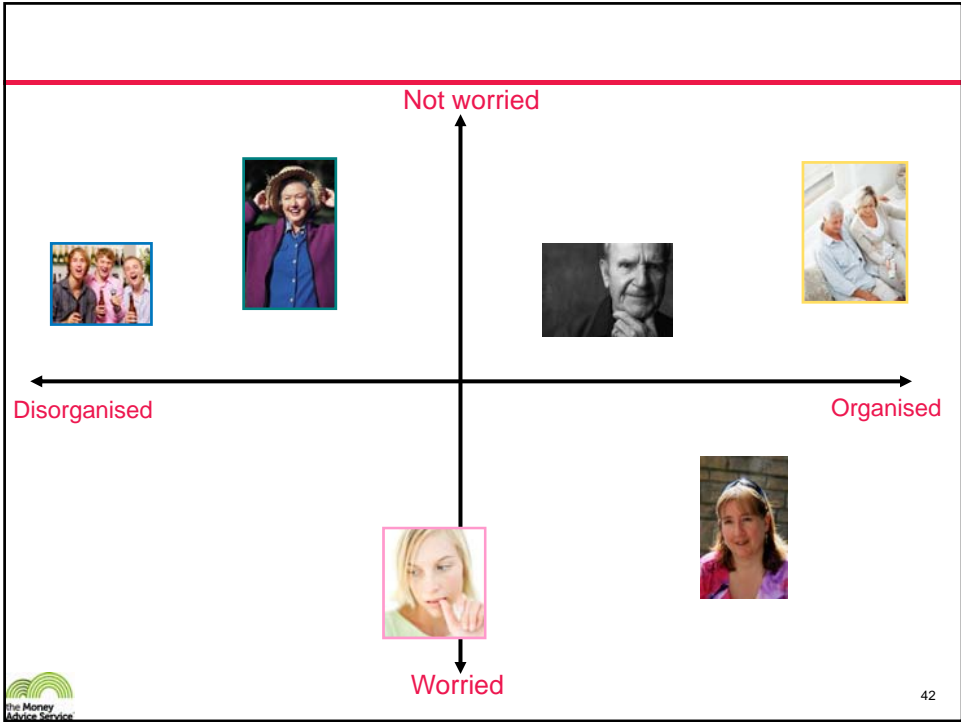 Not worried
Disorganised
Organised
Worried
the Money
Advice Service
42